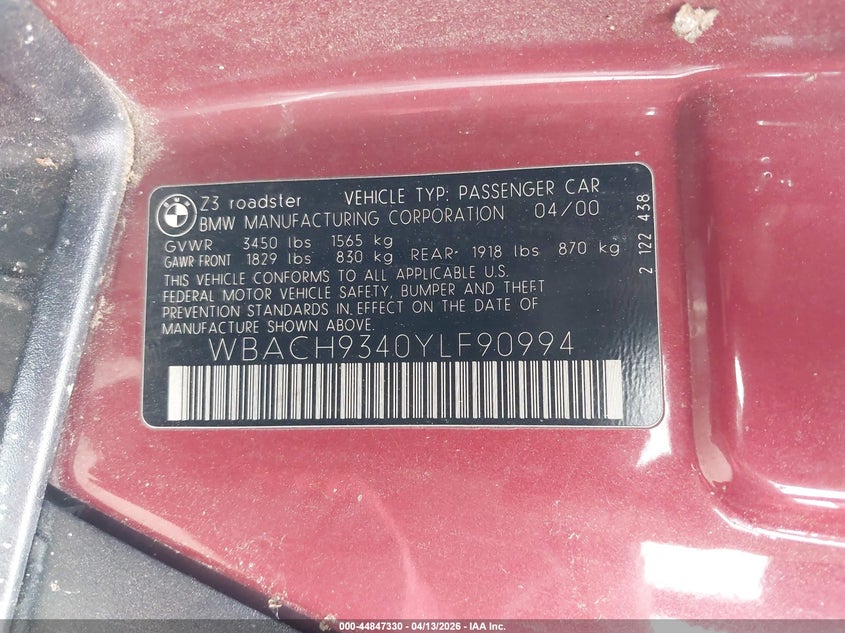 BMW
Z3 roadster VEHICLE TYP: PASSENGER CAR
BMW MANUFACTURING CORPORATION 04/00
GVWR 3450 lbs 1565 kg
GAWR FRONT 1829 lbs 830 kg REAR- 1918 lbs 870 kg
THIS VEHICLE CONFORMS TO ALL APPLICABLE U.S.
FEDERAL MOTOR VEHICLE SAFETY, BUMPER AND THEFT
PREVENTION STANDARDS IN EFFECT ON THE DATE OF
MANUFACTURE SHOWN ABOVE.
WBACH9340YLF90994
2 122 438
000-44847330 - 04/13/2026 - IAA Inc.